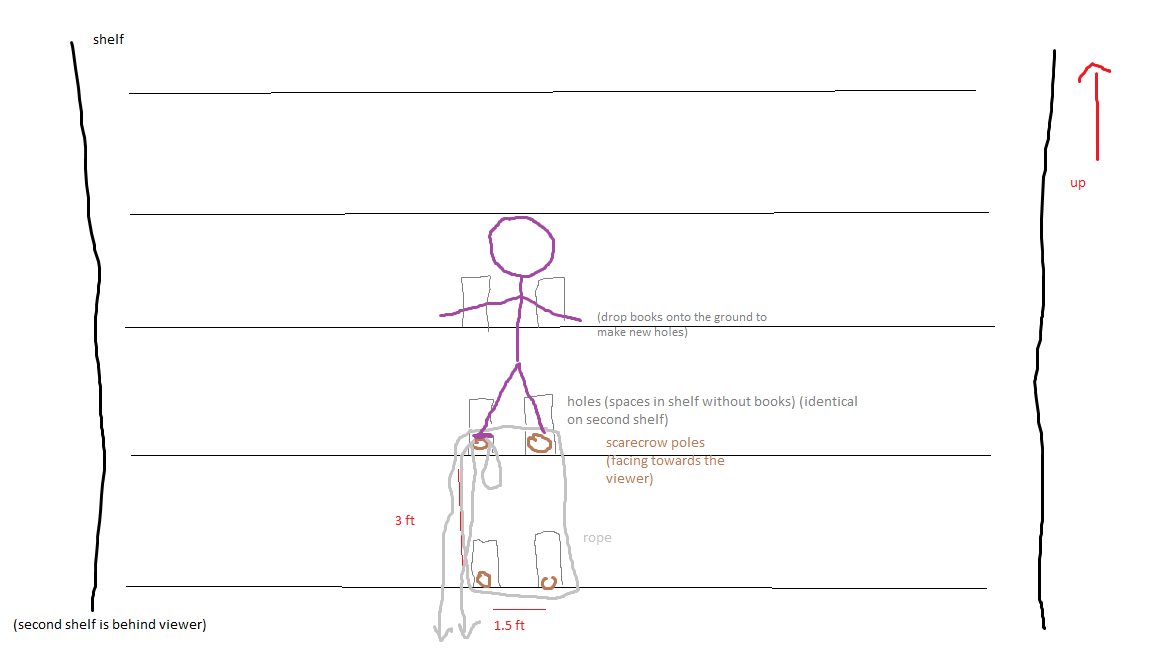 shelf
up
(drop books onto the ground to
make new holes)
holes (spaces in shelf without books) (identical
on second shelf)
scarecrow poles
(facing towards the
viewer)
3 ft
rope
(second shelf is behind viewer)
1.5 ft